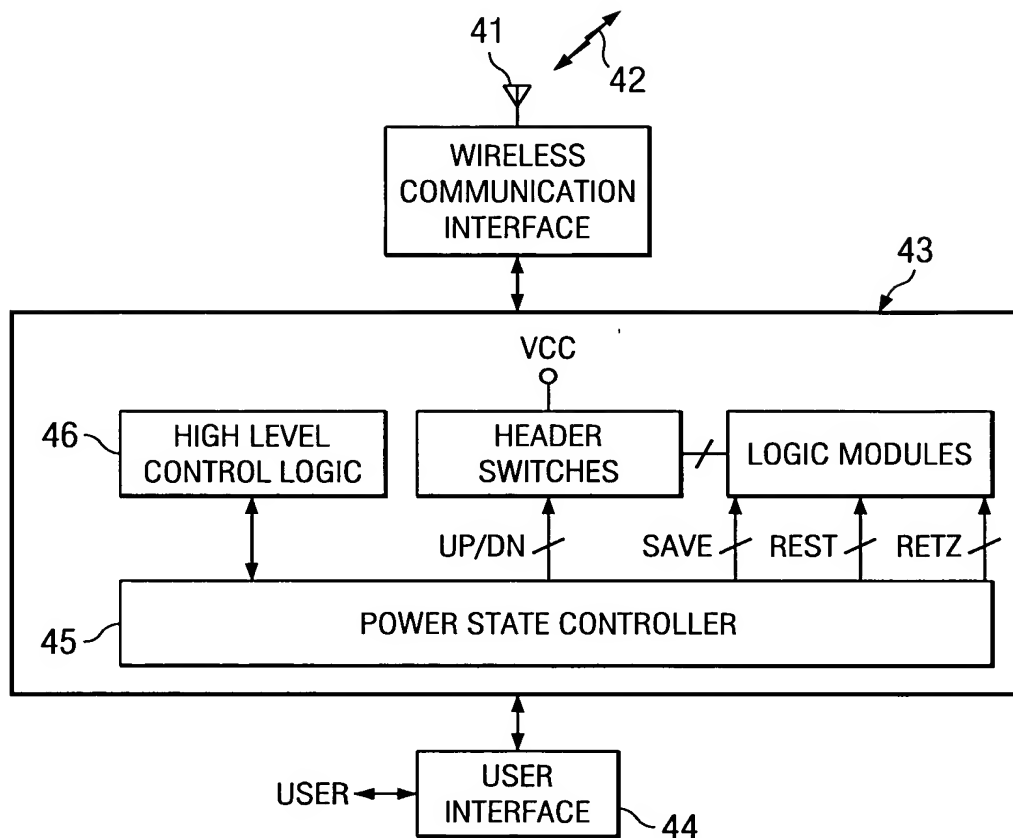 41
42
WIRELESS
COMMUNICATION
INTERFACE
43
VCC
46
HIGH LEVEL
CONTROL LOGIC
HEADER
SWITCHES
LOGIC MODULES
UP/DN
SAVE
REST
RETZ
45
POWER STATE CONTROLLER
USER
USER
INTERFACE
44